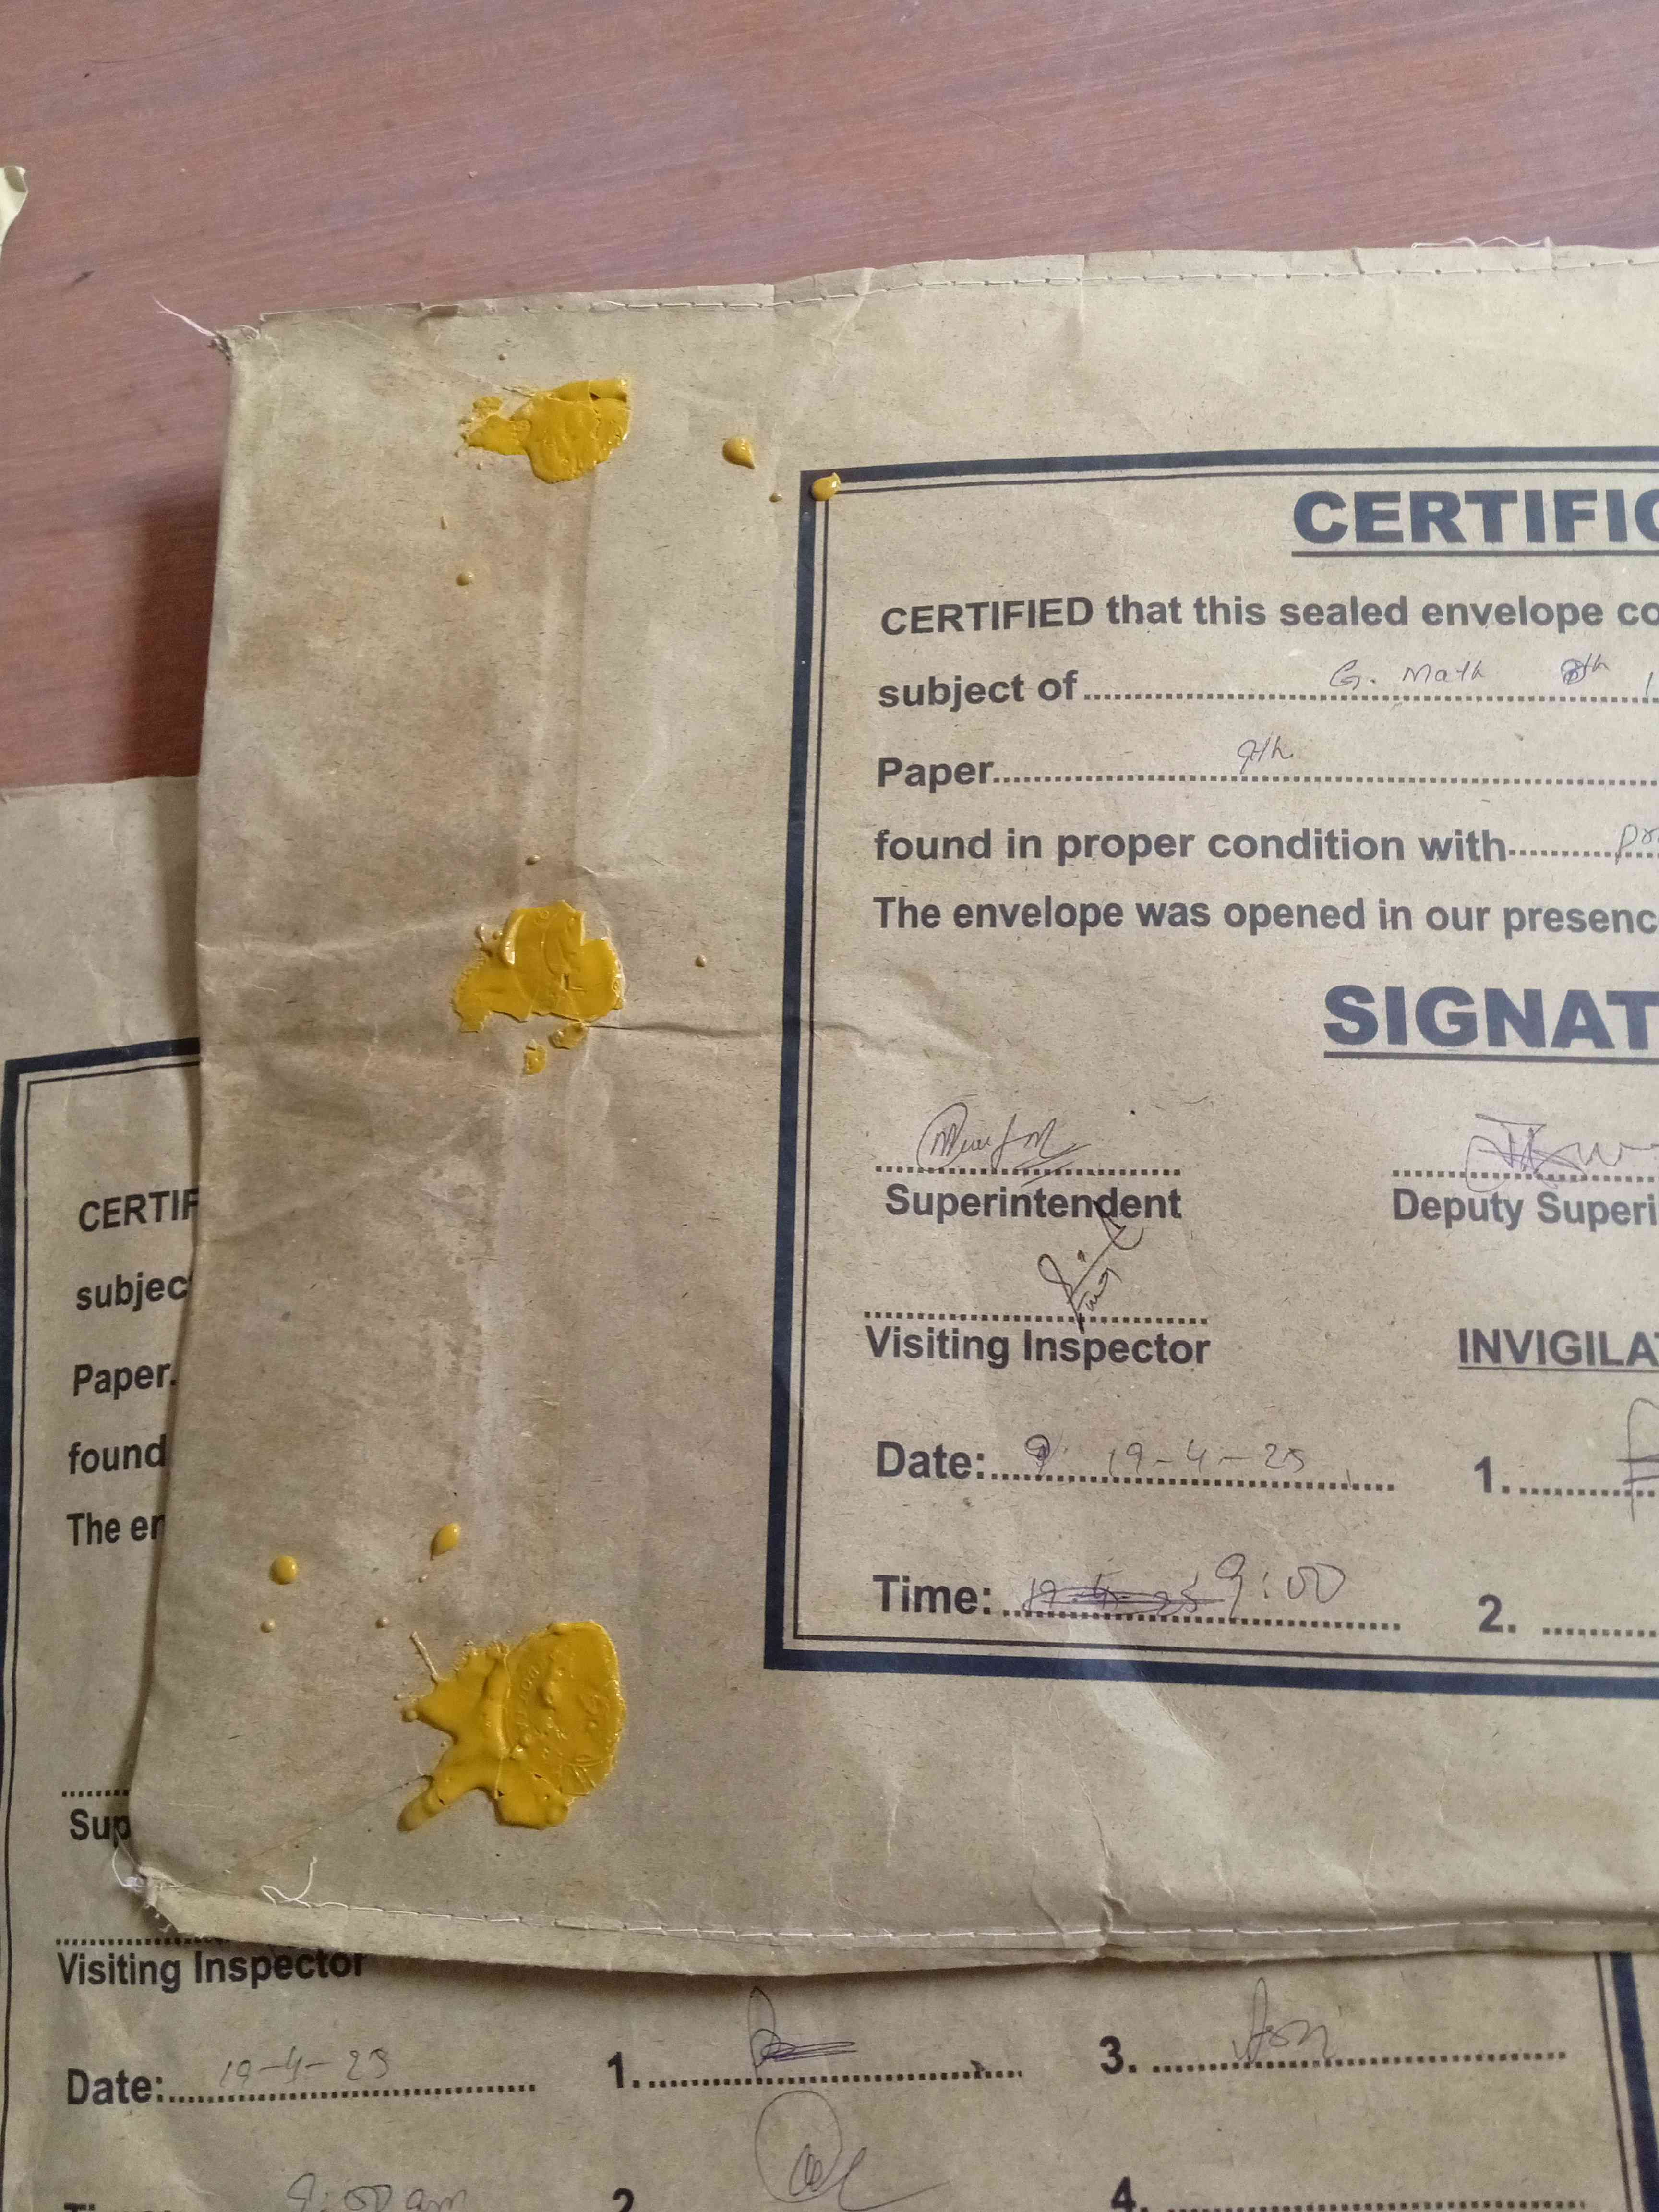 CERTIFIC
CERTIFIED that this sealed envelope co
subject of G. Math 8th
Paper 9th
found in proper condition with
The envelope was opened in our presenc
SIGNAT
Superintendent
Deputy Superi
Visiting Inspector
INVIGILAT
Date: 19-4-25
1.
Time: 9:00
2.
CERTIF
subjec
Paper.
found
The en
Sup
Visiting Inspector
Date: 19-4-25
1.
3.
9:00 am
2
4.